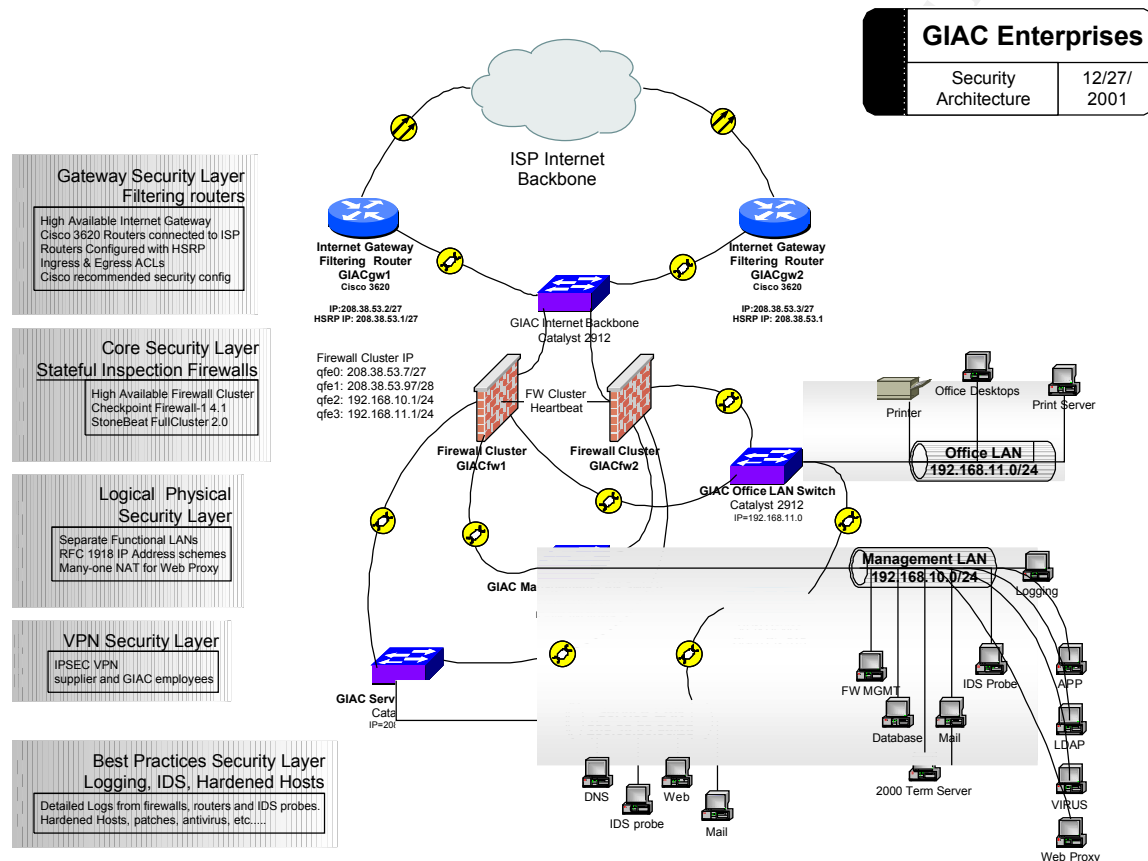 GIAC Enterprises
Security
Architecture
12/27/
2001
ISP Internet
Backbone
Gateway Security Layer
Filtering routers
High Available Internet Gateway
Cisco 3620 Routers connected to ISP
Routers Configured with HSRP
Ingress & Egress ACLs
Cisco recommended security config
Internet Gateway
Filtering Router
GIACgw1
Cisco 3620
IP:208.38.53.2/27
HSRP IP: 208.38.53.1/27
Internet Gateway
Filtering Router
GIACgw2
Cisco 3620
IP:208.38.53.3/27
HSRP IP: 208.38.53.1
GIAC Internet Backbone
Catalyst 2912
Core Security Layer
Stateful Inspection Firewalls
High Available Firewall Cluster
Checkpoint Firewall-1 4.1
StoneBeat FullCluster 2.0
Firewall Cluster IP
qfe0: 208.38.53.7/27
qfe1: 208.38.53.97/28
qfe2: 192.168.10.1/24
qfe3: 192.168.11.1/24
FW Cluster
Heartbeat
Firewall Cluster
GIACfw1
Firewall Cluster
GIACfw2
Printer
Office Desktops
Print Server
Office LAN
192.168.11.0/24
GIAC Office LAN Switch
Catalyst 2912
IP=192.168.11.0
Logical Physical
Security Layer
Separate Functional LANs
RFC 1918 IP Address schemes
Many-one NAT for Web Proxy
Management LAN
192.168.10.0/24
Logging
GIAC Ma
VPN Security Layer
IPSEC VPN
supplier and GIAC employees
GIAC Serv
Cata
IP=20
FW MGMT
IDS Probe
APP
Database
Mail
LDAP
2000 Term Server
VIRUS
Web Proxy
Best Practices Security Layer
Logging, IDS, Hardened Hosts
Detailed Logs from firewalls, routers and IDS probes.
Hardened Hosts, patches, antivirus, etc.....
DNS
IDS probe
Web
Mail